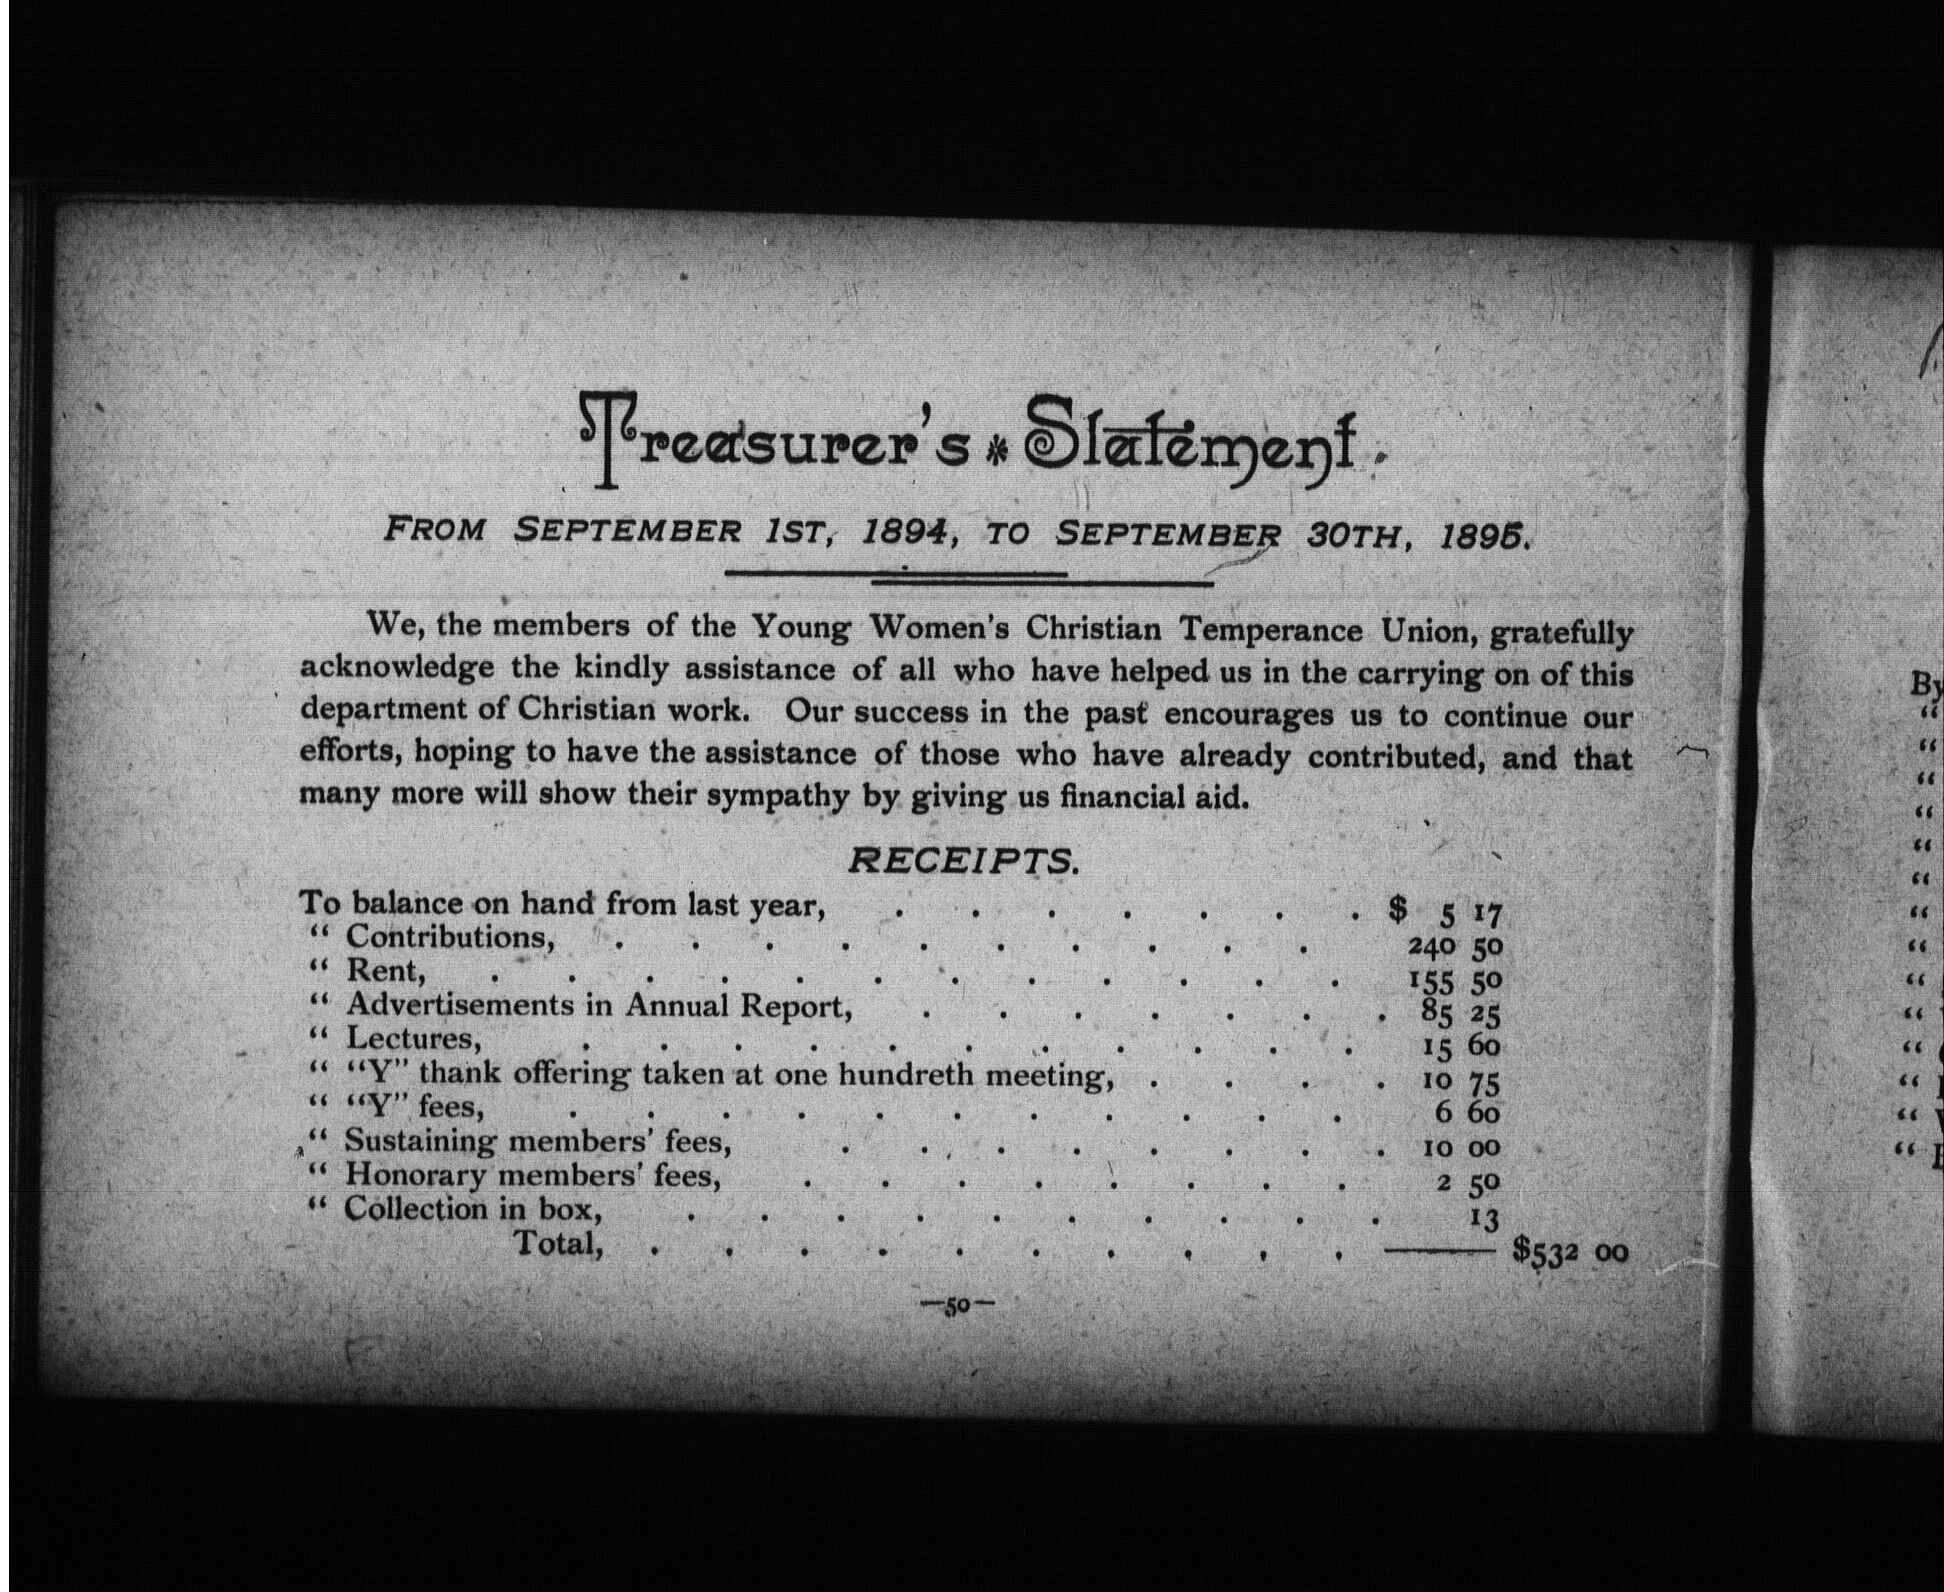 Treasurer's * Statement.
FROM SEPTEMBER 1ST, 1894, TO SEPTEMBER 30TH, 1895.
We, the members of the Young Women's Christian Temperance Union, gratefully
acknowledge the kindly assistance of all who have helped us in the carrying on of this
department of Christian work. Our success in the past encourages us to continue our
efforts, hoping to have the assistance of those who have already contributed, and that
many more will show their sympathy by giving us financial aid.
RECEIPTS.
To balance on hand from last year, . . . . . . . $ 5 17
“ Contributions, . . . . . . . . . . 240 50
“ Rent, . . . . . . . . . . . . 155 50
“ Advertisements in Annual Report, . . . . . . . 85 25
“ Lectures, . . . . . . . . . . . 15 60
“ “Y” thank offering taken at one hundreth meeting, . . . . 10 75
“ “Y” fees, . . . . . . . . . . . 6 60
“ Sustaining members' fees, . . . . . . . . 10 00
“ Honorary members' fees, . . . . . . . . 2 50
“ Collection in box, . . . . . . . . . . 13
Total, . . . . . . . . . . $532 00
—50—
By
“
“
“
“
“
“
“
“
“
“
“
“
“
“